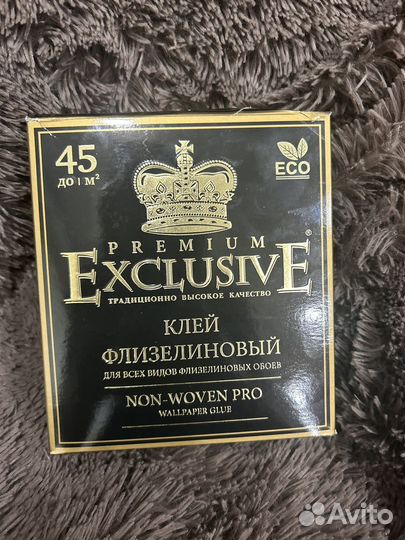 45
ДО | М²
ECO
PREMIUM
EXCLUSIVE®
ТРАДИЦИОННО ВЫСОКОЕ КАЧЕСТВО
КЛЕЙ
ФЛИЗЕЛИНОВЫЙ
ДЛЯ ВСЕХ ВИДОВ ФЛИЗЕЛИНОВЫХ ОБОЕВ
NON-WOVEN PRO
WALLPAPER GLUE
Avito